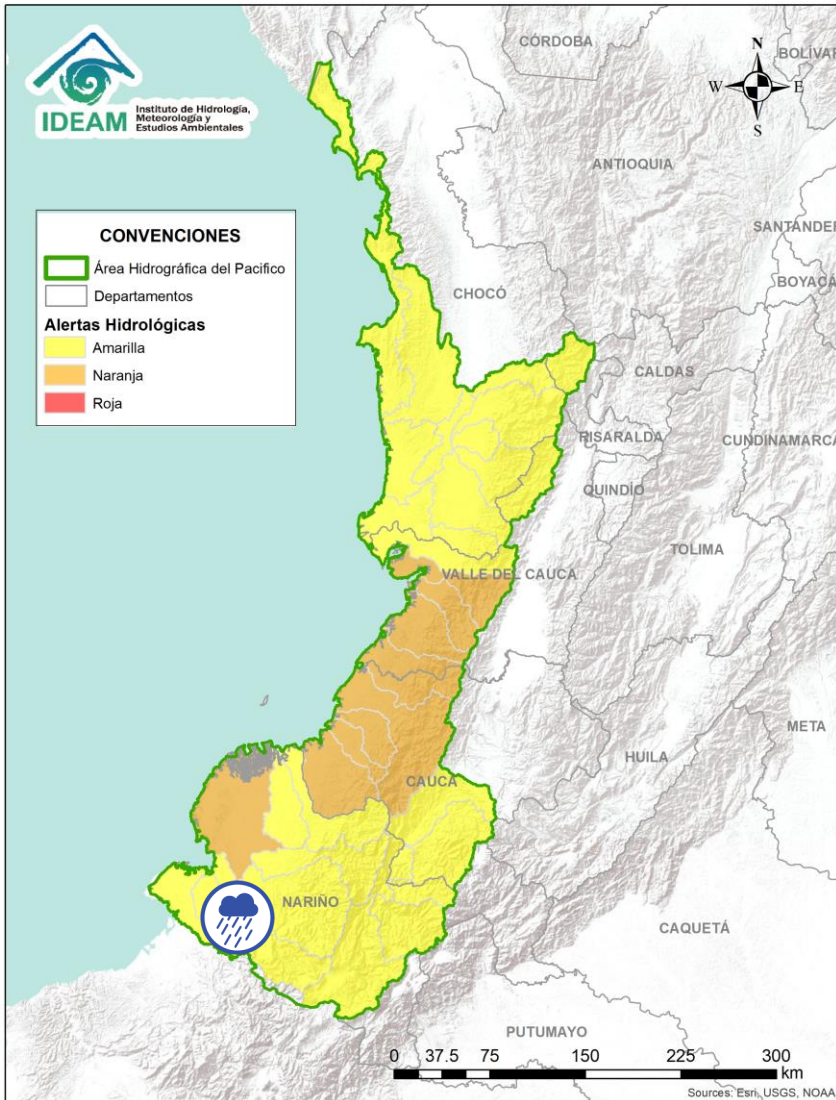 CÓRDOBA
BOLÍVAR
N
W E
S
IDEAM Instituto de Hidrología,
Meteorología y
Estudios Ambientales
ANTIOQUIA
CONVENCIONES
Área Hidrográfica del Pacifico
Departamentos
Alertas Hidrológicas
Amarilla
Naranja
Roja
SANTANDER
BOYACÁ
CHOCÓ
CALDAS
RISARALDA
CUNDINAMARCA
QUINDÍO
TOLIMA
VALLE DEL CAUCA
META
HUILA
CAUCA
NARIÑO
CAQUETÁ
PUTUMAYO
0 37.5 75 150 225 300
km
Sources: Esri, USGS, NOAA